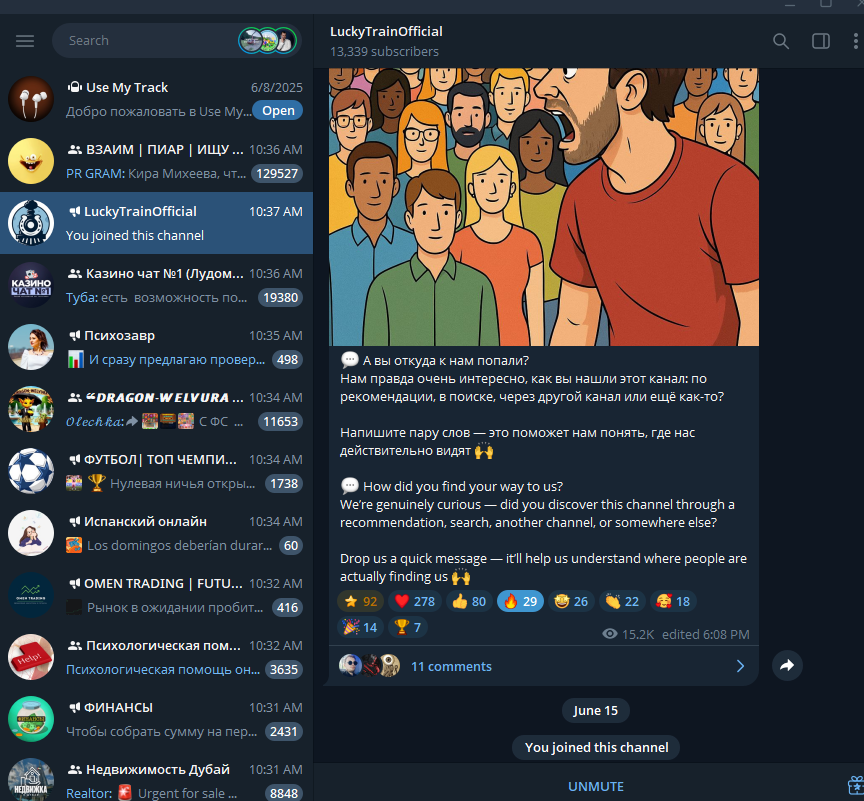 Search
Use My Track
6/8/2025
Добро пожаловать в Use My...
Open
ВЗАИМ | ПИАР | ИЩУ ...
10:36 AM
PR GRAM: Кира Михеева, чт...
129527
LuckyTrainOfficial
10:37 AM
You joined this channel
КАЗИНО
ЧАТ №1
Казино чат №1 (Лудом...
10:36 AM
Туба: есть возможность по...
19380
Психозавр
10:35 AM
📊 И сразу предлагаю провер...
498
❝DRAGON-WELVURA ...
10:34 AM
Olechka: С ФС ...
11653
ФУТБОЛ| ТОП ЧЕМПИ...
10:34 AM
🏆 Нулевая ничья откры...
1738
Испанский онлайн
10:34 AM
Los domingos deberían durar...
60
OMEN TRADING
OMEN TRADING | FUTU...
10:32 AM
Рынок в ожидании пробит...
416
Help!
Психологическая пом...
10:32 AM
Психологическая помощь он...
3635
ФИНАНСЫ
ФИНАНСЫ
10:31 AM
Чтобы собрать сумму на пер...
2431
НЕДВИЖКА
Недвижимость Дубай
10:31 AM
Realtor: 🚨 Urgent for sale ...
8848
LuckyTrainOfficial
13,339 subscribers
💬 А вы откуда к нам попали?
Нам правда очень интересно, как вы нашли этот канал: по
рекомендации, в поиске, через другой канал или ещё как-то?
Напишите пару слов — это поможет нам понять, где нас
действительно видят 🙌
💬 How did you find your way to us?
We're genuinely curious — did you discover this channel through a
recommendation, search, another channel, or somewhere else?
Drop us a quick message — it'll help us understand where people are
actually finding us 🙌
⭐ 92 ❤️ 278 👍 80 🔥 29 🤩 26 👏 22 🥰 18
🎉 14 🏆 7
15.2K edited 6:08 PM
11 comments
June 15
You joined this channel
UNMUTE